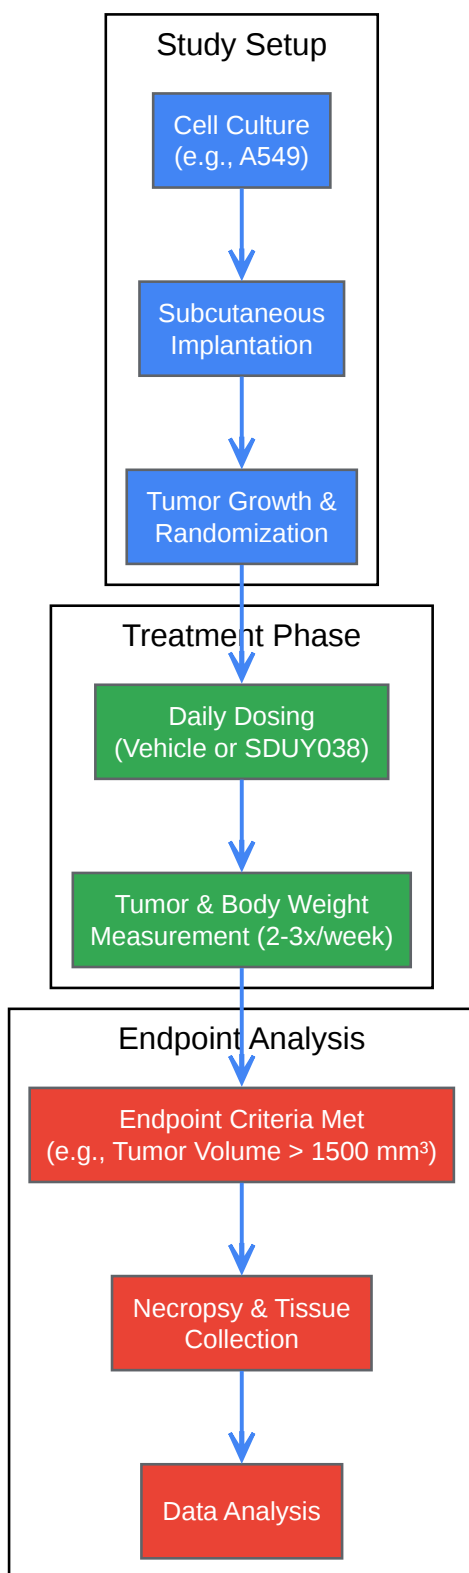 Study Setup
Cell Culture
(e.g., A549)
Subcutaneous
Implantation
Tumor Growth &
Randomization
Treatment Phase
Daily Dosing
(Vehicle or SDUY038)
Tumor & Body Weight
Measurement (2-3x/week)
Endpoint Analysis
Endpoint Criteria Met
(e.g., Tumor Volume > 1500 mm³)
Necropsy & Tissue
Collection
Data Analysis